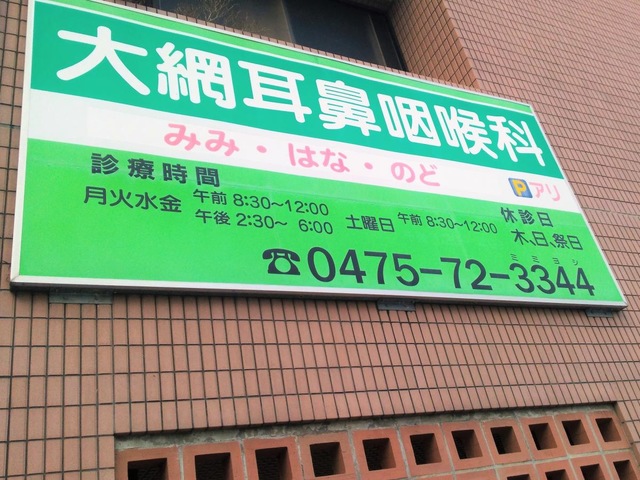 大網耳鼻咽喉科
みみ・はな・のど
P アリ
診療時間
月火水金 午前 8:30～12:00
午後 2:30～ 6:00
土曜日 午前 8:30～12:00
休診日
木、日、祭日
ミミヨシ
☎0475-72-3344